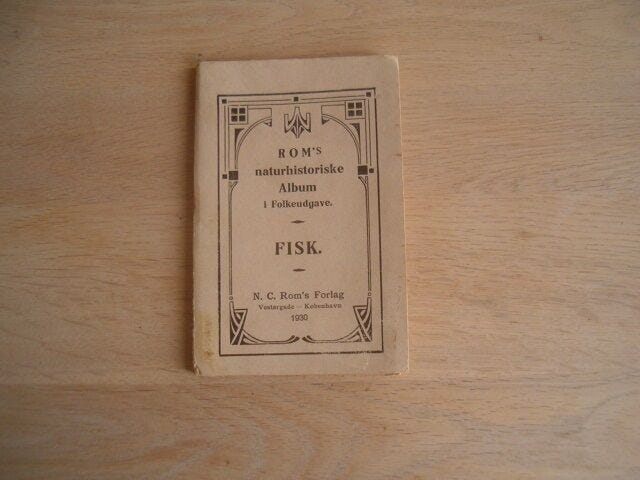 ROM's
naturhistoriske
Album
i Folkeudgave.
FISK.
N. C. Rom's Forlag
Vestergade — København
1930